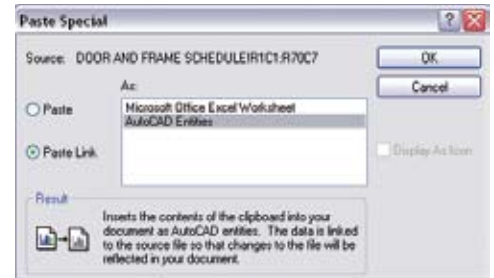 Paste Special
Source: DOOR AND FRAME SCHEDULE!R1C1:R70C7
OK
As:
Cancel
Paste
Microsoft Office Excel Worksheet
AutoCAD Entities
Paste Link
Display As Icon
Result
Inserts the contents of the clipboard into your
document as AutoCAD entities. The data is linked
to the source file so that changes to the file will be
reflected in your document.